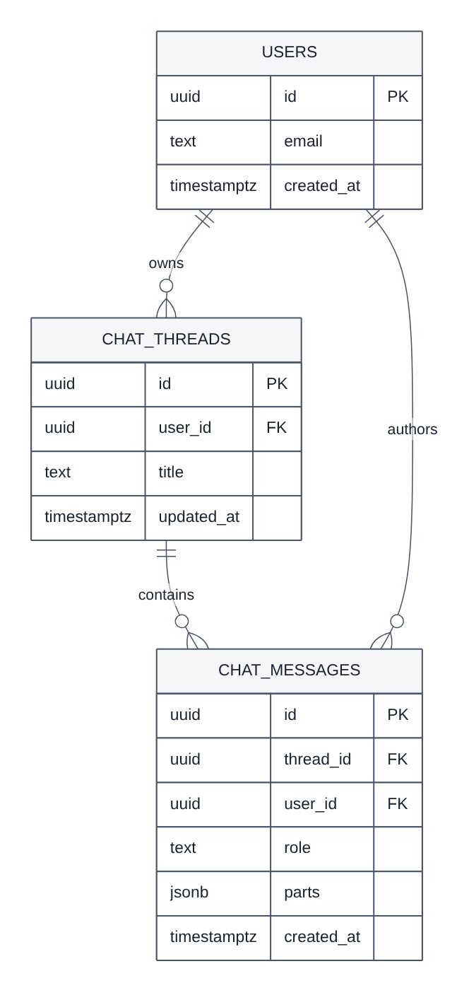 USERS
uuid id PK
text email
timestamptz created_at
owns
CHAT_THREADS
uuid id PK
uuid user_id FK
authors
text title
timestamptz updated_at
contains
CHAT_MESSAGES
uuid id PK
uuid thread_id FK
uuid user_id FK
text role
jsonb parts
timestamptz created_at